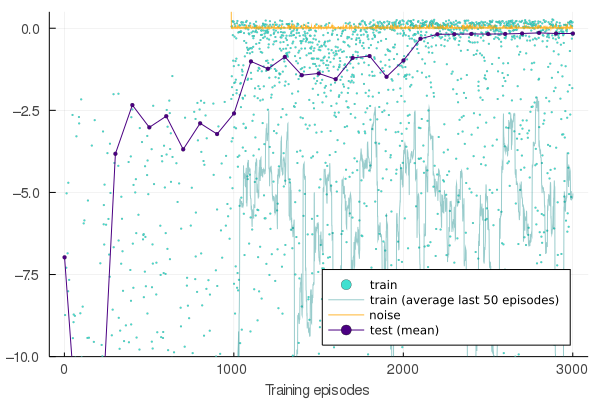 0.0
−2.5
−5.0
−7.5
−10.0
train
train (average last 50 episodes)
noise
test (mean)
0 1000 2000 3000
Training episodes